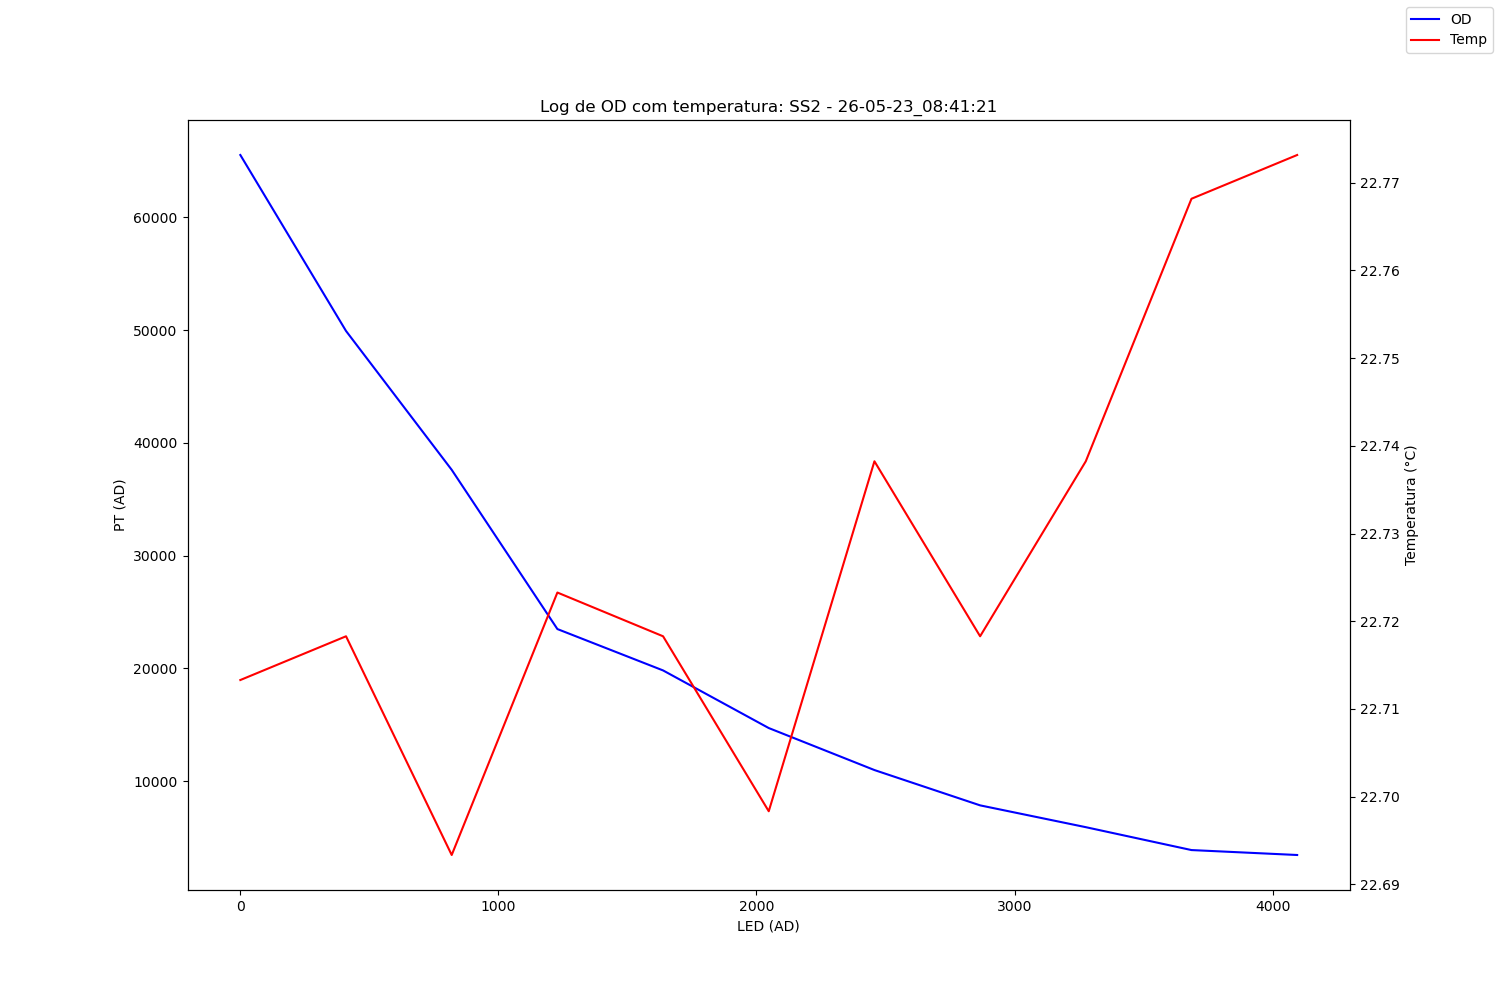 OD
Temp
Log de OD com temperatura: SS2 - 26-05-23_08:41:21
60000
50000
40000
30000
20000
10000
PT (AD)
22.77
22.76
22.75
22.74
22.73
22.72
22.71
22.70
22.69
Temperatura (°C)
0 1000 2000 3000 4000
LED (AD)